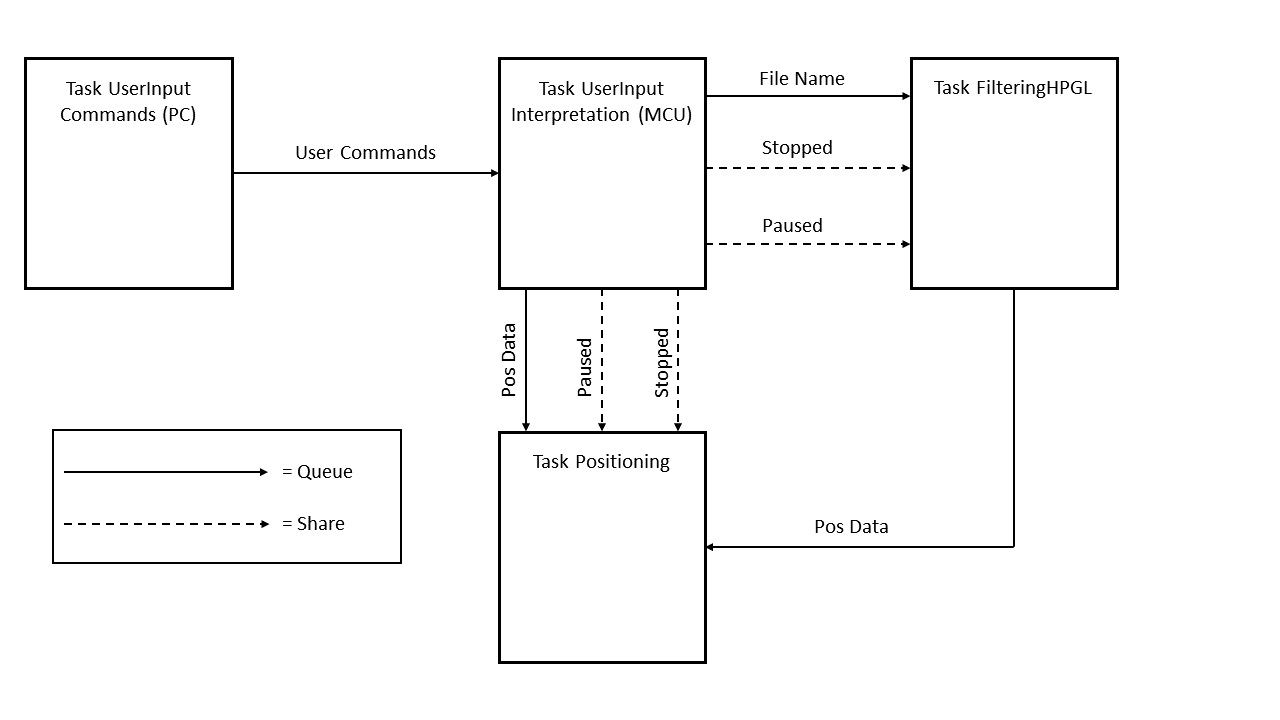 Task UserInput
Commands (PC)
User Commands
Task UserInput
Interpretation (MCU)
File Name
Stopped
Paused
Task FilteringHPGL
Pos Data
Paused
Stopped
Task Positioning
Pos Data
= Queue
= Share